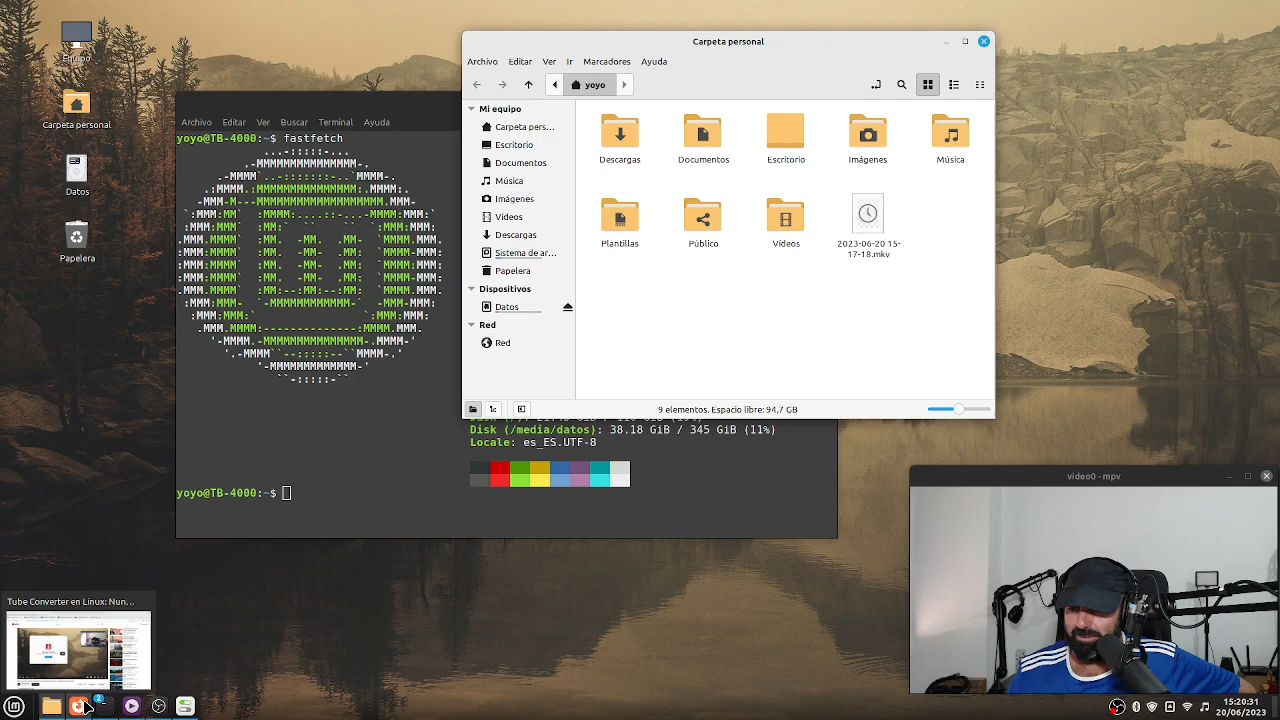 Equipo
Carpeta personal
Datos
Papelera
Carpeta personal
Archivo Editar Ver Ir Marcadores Ayuda
yoyo
Mi equipo
Carpeta pers...
Escritorio
Documentos
Música
Imágenes
Vídeos
Descargas
Sistema de ar...
Papelera
Dispositivos
Datos
Red
Red
Descargas Documentos Escritorio Imágenes Música
Plantillas Público Vídeos 2023-06-20 15-
17-18.mkv
9 elementos. Espacio libre: 94,7 GB
Archivo Editar Ver Buscar Terminal Ayuda
yoyo@TB-4000:~$ fastfetch
Disk (/media/datos): 38.18 GiB / 345 GiB (11%)
Locale: es_ES.UTF-8
yoyo@TB-4000:~$
video0 - mpv
Tube Converter en Linux: Nun...
2
15:20:31
20/06/2023